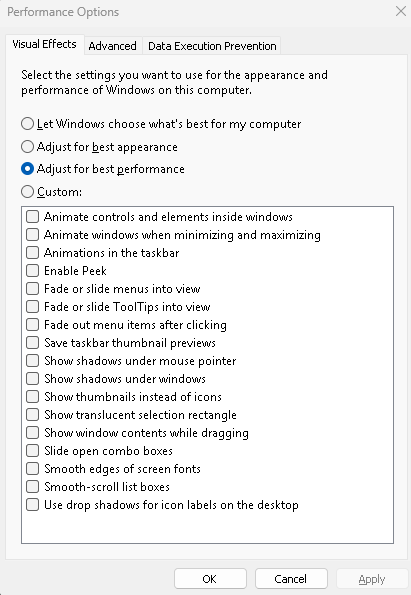 Performance Options
Visual Effects Advanced Data Execution Prevention
Select the settings you want to use for the appearance and
performance of Windows on this computer.
Let Windows choose what's best for my computer
Adjust for best appearance
Adjust for best performance
Custom:
Animate controls and elements inside windows
Animate windows when minimizing and maximizing
Animations in the taskbar
Enable Peek
Fade or slide menus into view
Fade or slide ToolTips into view
Fade out menu items after clicking
Save taskbar thumbnail previews
Show shadows under mouse pointer
Show shadows under windows
Show thumbnails instead of icons
Show translucent selection rectangle
Show window contents while dragging
Slide open combo boxes
Smooth edges of screen fonts
Smooth-scroll list boxes
Use drop shadows for icon labels on the desktop
OK Cancel Apply